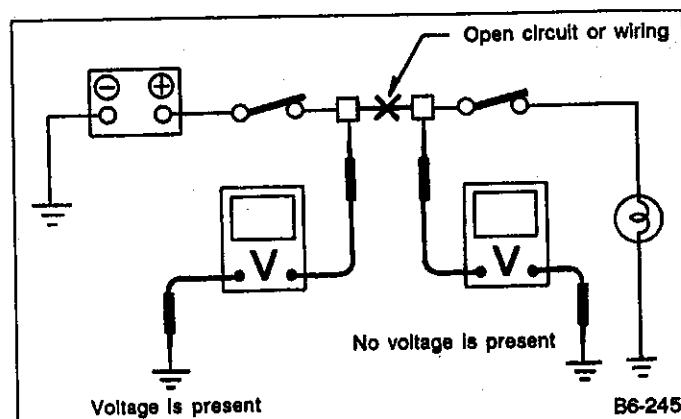 Open circuit or wiring
⊖ ⊕
V
V
No voltage is present
Voltage is present
B6-245